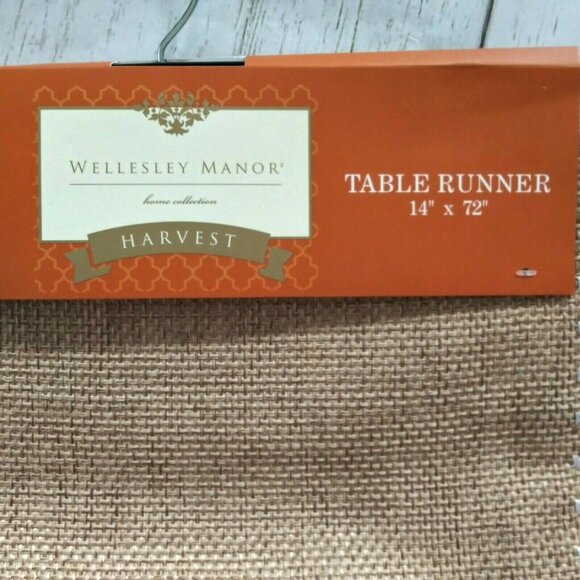 WELLESLEY MANOR®
home collection
HARVEST
TABLE RUNNER
14" x 72"